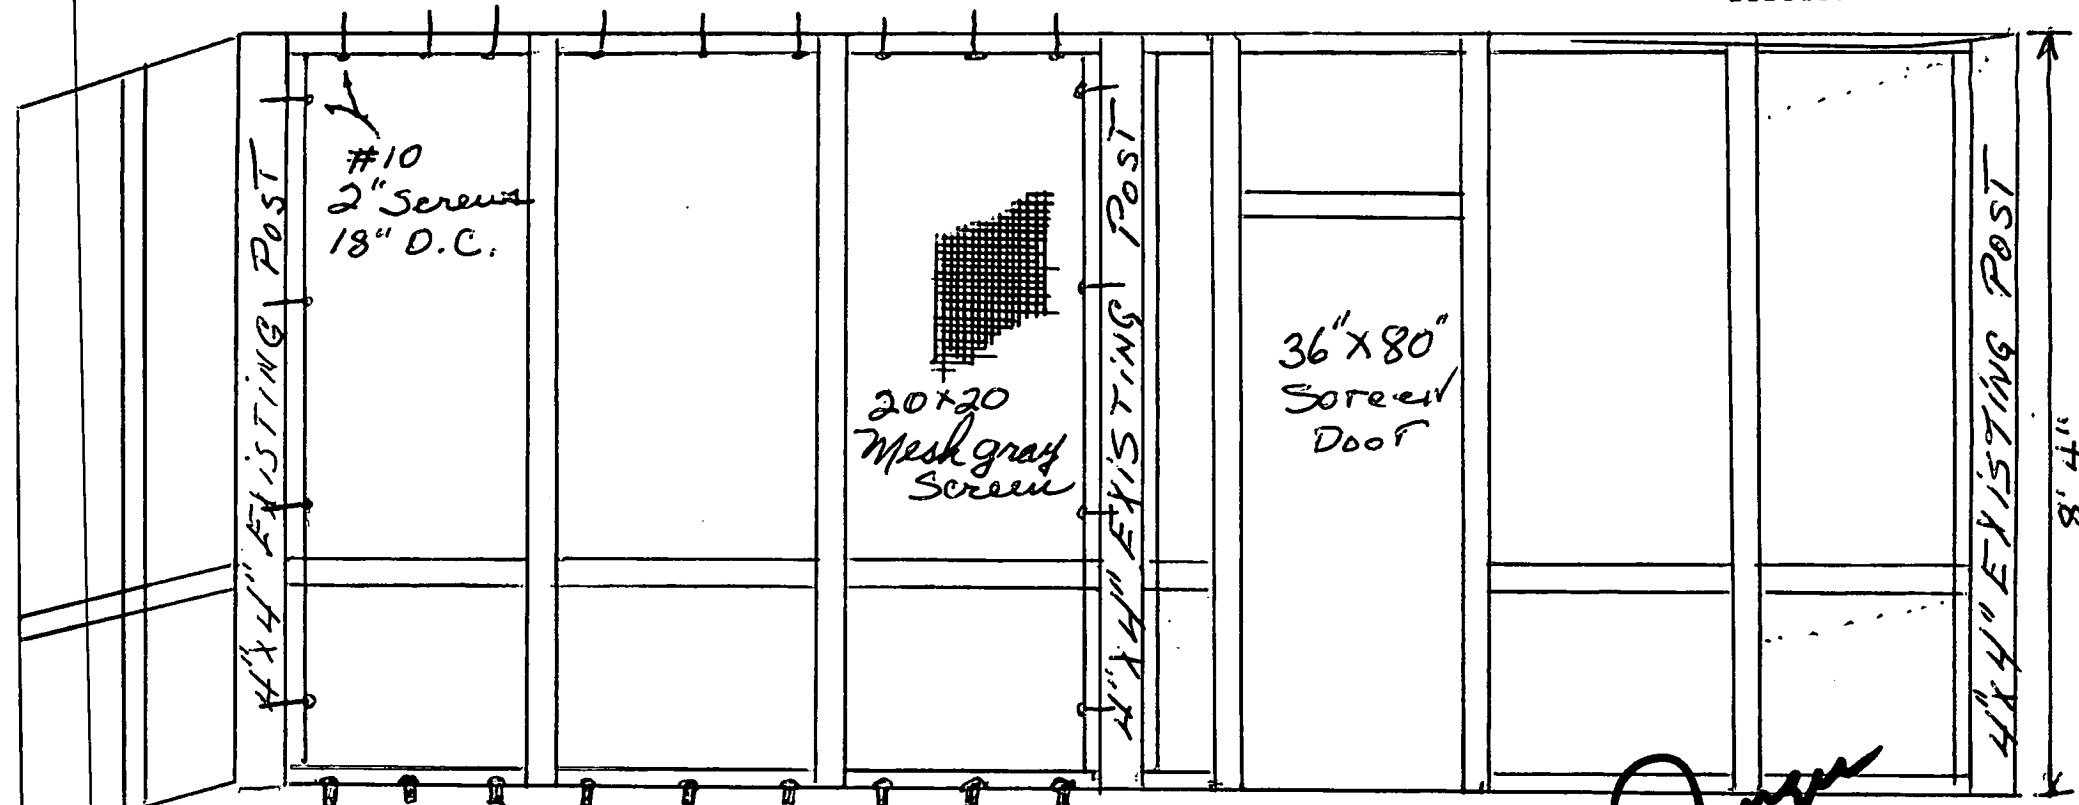 #10
2" Screws
18" O.C.
4"X4" EXISTING POST
20x20
Mesh gray
Screen
4"X4" EXISTING POST
36"X80"
Screen
Door
4"X4" EXISTING POST
8' 4"